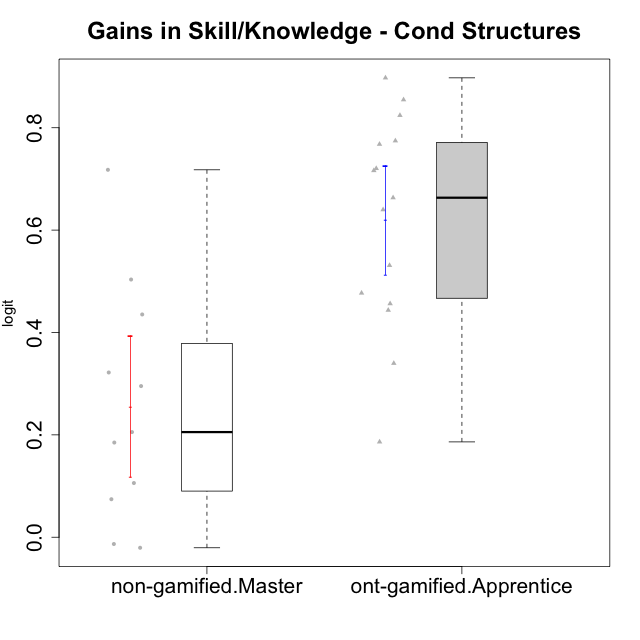 Gains in Skill/Knowledge - Cond Structures
logit
0.8
0.6
0.4
0.2
0.0
non-gamified.Master
ont-gamified.Apprentice